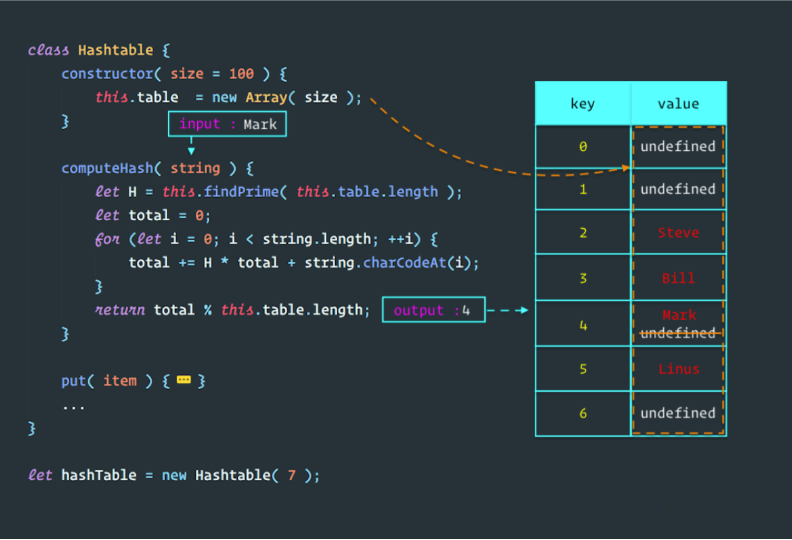 class Hashtable {
constructor( size = 100 ) {
this.table = new Array( size );
}
input : Mark
computeHash( string ) {
let H = this.findPrime( this.table.length );
let total = 0;
for (let i = 0; i < string.length; ++i) {
total += H * total + string.charCodeAt(i);
}
return total % this.table.length;
output :4
}
put( item ) { ... }
...
}
let hashTable = new Hashtable( 7 );
key value
0 undefined
1 undefined
2 Steve
3 Bill
4 Mark
undefined
5 Linus
6 undefined